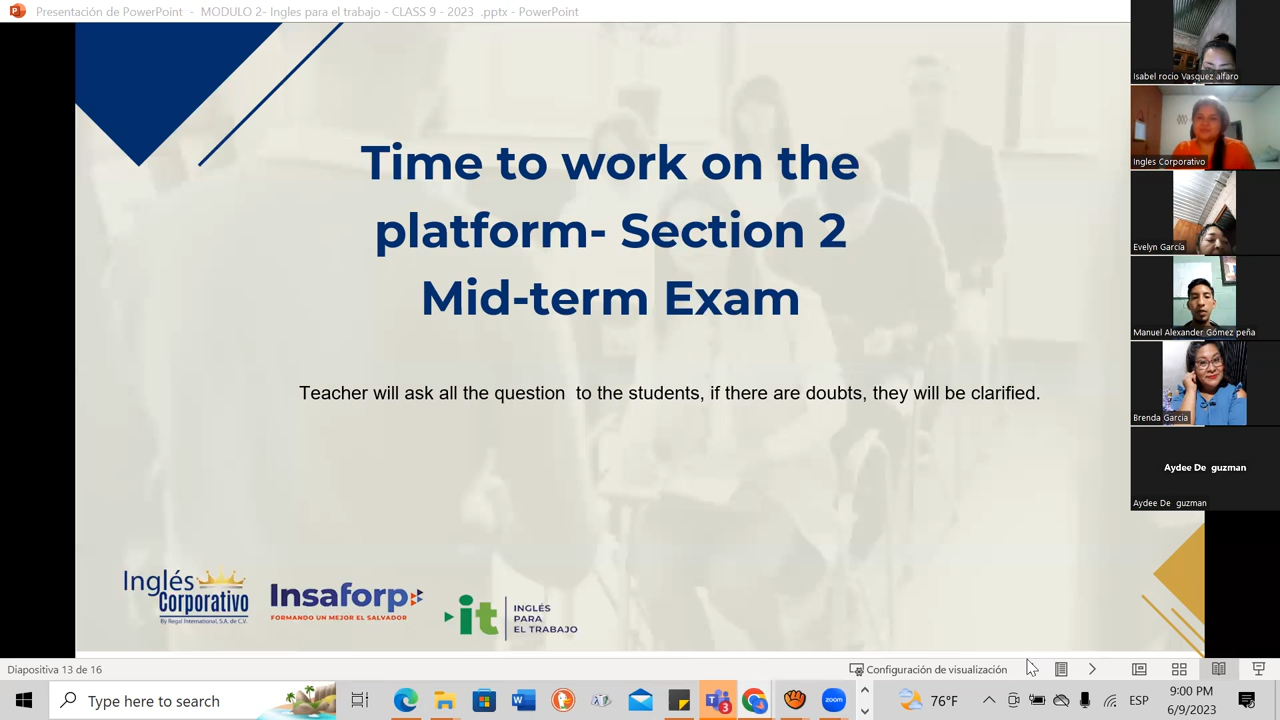 Presentación de PowerPoint - MODULO 2- Ingles para el trabajo - CLASS 9 - 2023 .pptx - PowerPoint
Time to work on the
platform- Section 2
Mid-term Exam
Teacher will ask all the question to the students, if there are doubts, they will be clarified.
Inglés
Corporativo
By Regal International, S.A. de C.V.
Insaforp
FORMANDO UN MEJOR EL SALVADOR
it
INGLÉS
PARA
EL TRABAJO
Isabel rocio Vasquez alfaro
Ingles Corporativo
Evelyn García
Manuel Alexander Gómez peña
Brenda Garcia
Aydee De guzman
Aydee De guzman
Diapositiva 13 de 16
Configuración de visualización
Type here to search
3
zoom
76°F
ESP
9:00 PM
6/9/2023